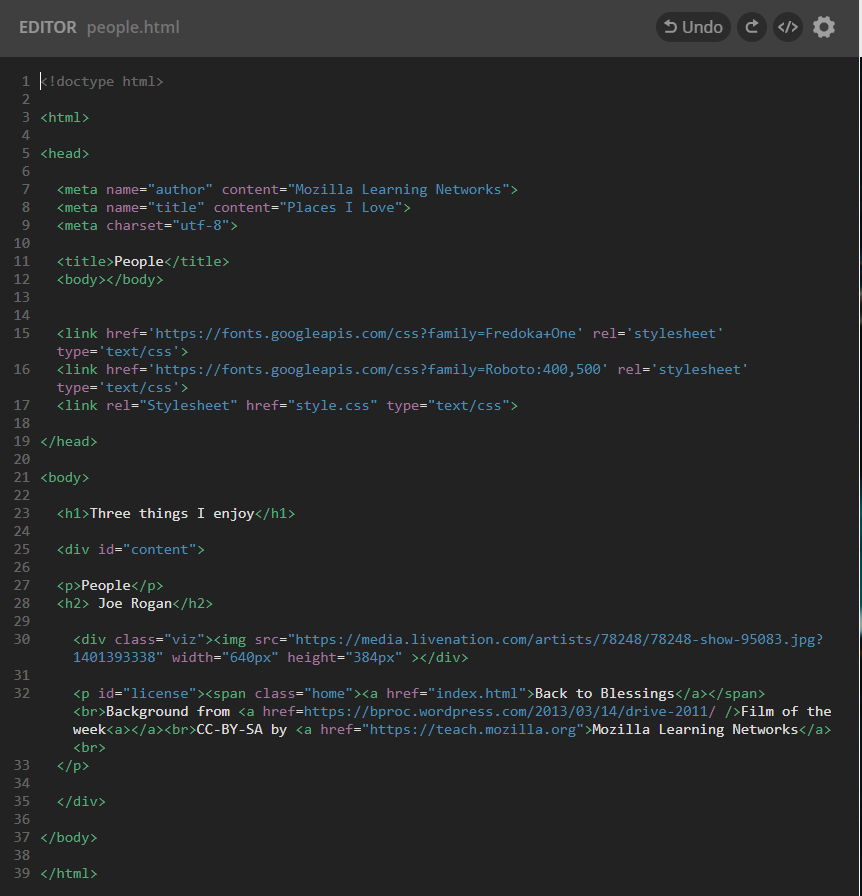 EDITOR people.html Undo </>
1 <!doctype html>
2
3 <html>
4
5 <head>
6
7 <meta name="author" content="Mozilla Learning Networks">
8 <meta name="title" content="Places I Love">
9 <meta charset="utf-8">
10
11 <title>People</title>
12 <body></body>
13
14
15 <link href='https://fonts.googleapis.com/css?family=Fredoka+One' rel='stylesheet'
type='text/css'>
16 <link href='https://fonts.googleapis.com/css?family=Roboto:400,500' rel='stylesheet'
type='text/css'>
17 <link rel="Stylesheet" href="style.css" type="text/css">
18
19 </head>
20
21 <body>
22
23 <h1>Three things I enjoy</h1>
24
25 <div id="content">
26
27 <p>People</p>
28 <h2> Joe Rogan</h2>
29
30 <div class="viz"><img src="https://media.livenation.com/artists/78248/78248-show-95083.jpg?
1401393338" width="640px" height="384px" ></div>
31
32 <p id="license"><span class="home"><a href="index.html">Back to Blessings</a></span>
<br>Background from <a href=https://bproc.wordpress.com/2013/03/14/drive-2011/ />Film of the
week<a></a><br>CC-BY-SA by <a href="https://teach.mozilla.org">Mozilla Learning Networks</a>
<br>
33 </p>
34
35 </div>
36
37 </body>
38
39 </html>